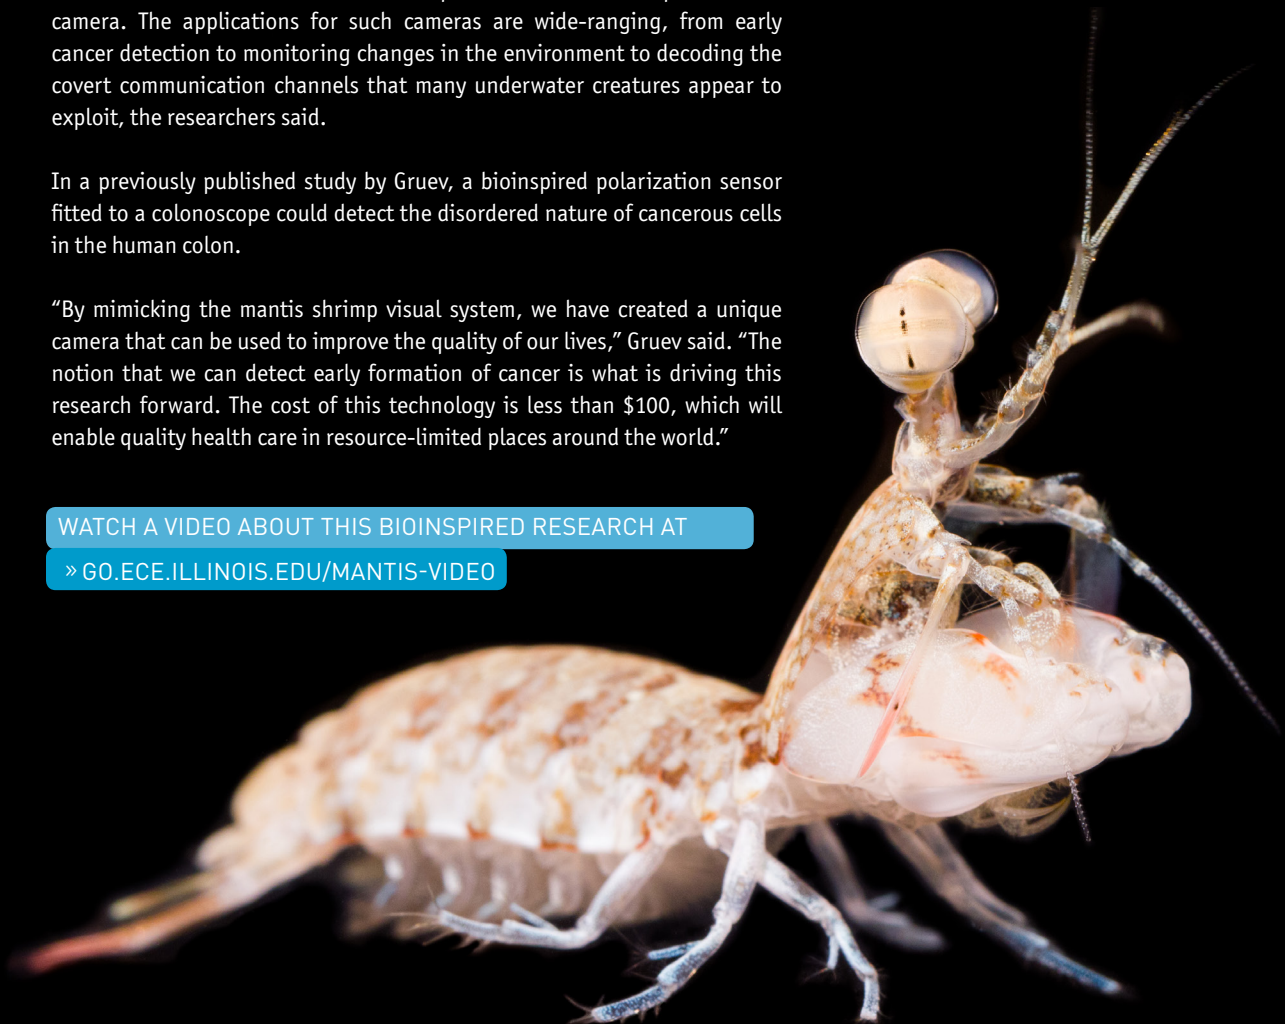 camera. The applications for such cameras are wide-ranging, from early
cancer detection to monitoring changes in the environment to decoding the
covert communication channels that many underwater creatures appear to
exploit, the researchers said.
In a previously published study by Gruev, a bioinspired polarization sensor
fitted to a colonoscope could detect the disordered nature of cancerous cells
in the human colon.
“By mimicking the mantis shrimp visual system, we have created a unique
camera that can be used to improve the quality of our lives,” Gruev said. “The
notion that we can detect early formation of cancer is what is driving this
research forward. The cost of this technology is less than $100, which will
enable quality health care in resource-limited places around the world.”
WATCH A VIDEO ABOUT THIS BIOINSPIRED RESEARCH AT
» GO.ECE.ILLINOIS.EDU/MANTIS-VIDEO